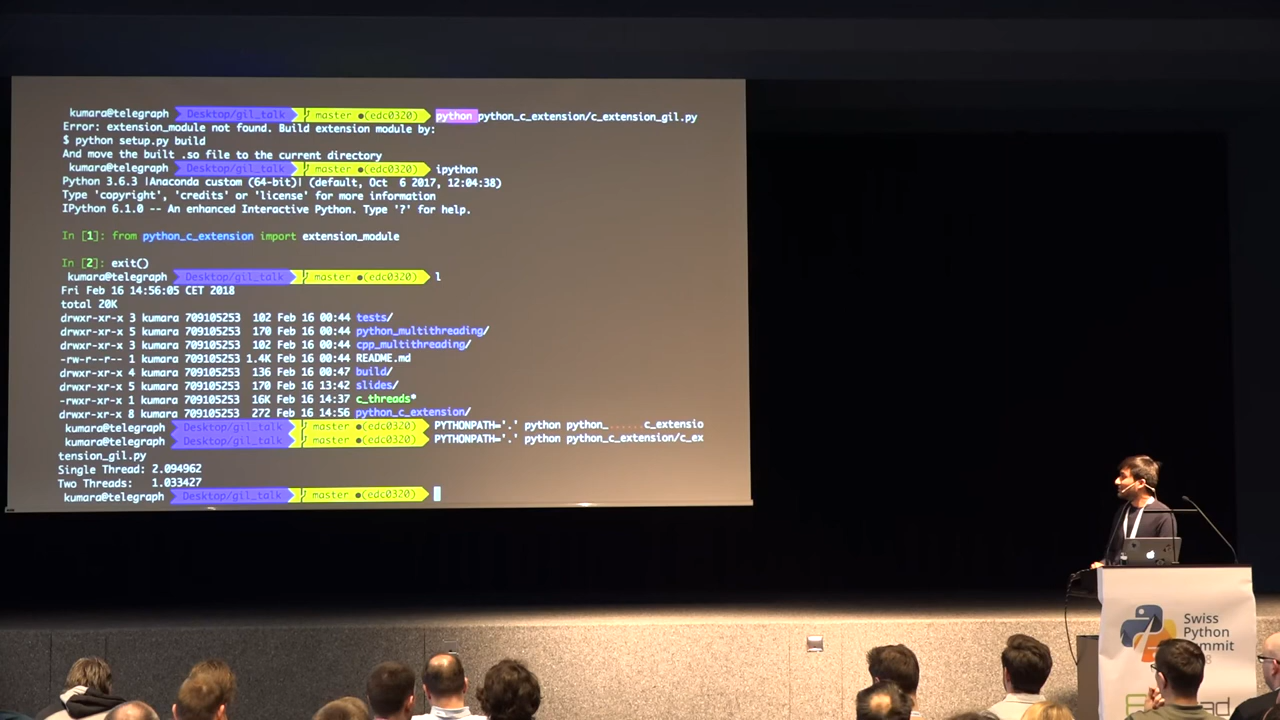 kumara@telegraph Desktop/gil_talk master ●(edc0320) python python_c_extension/c_extension_gil.py
Error: extension_module not found. Build extension module by:
$ python setup.py build
And move the built .so file to the current directory
kumara@telegraph Desktop/gil_talk master ●(edc0320) ipython
Python 3.6.3 |Anaconda custom (64-bit)| (default, Oct 6 2017, 12:04:38)
Type 'copyright', 'credits' or 'license' for more information
IPython 6.1.0 -- An enhanced Interactive Python. Type '?' for help.
In [1]: from python_c_extension import extension_module
In [2]: exit()
kumara@telegraph Desktop/gil_talk master ●(edc0320) l
Fri Feb 16 14:56:05 CET 2018
total 20K
drwxr-xr-x 3 kumara 709105253 102 Feb 16 00:44 tests/
drwxr-xr-x 5 kumara 709105253 170 Feb 16 00:44 python_multithreading/
drwxr-xr-x 3 kumara 709105253 102 Feb 16 00:44 cpp_multithreading/
-rw-r--r-- 1 kumara 709105253 1.4K Feb 16 00:44 README.md
drwxr-xr-x 4 kumara 709105253 136 Feb 16 00:47 build/
drwxr-xr-x 5 kumara 709105253 170 Feb 16 13:42 slides/
-rwxr-xr-x 1 kumara 709105253 16K Feb 16 14:37 c_threads*
drwxr-xr-x 8 kumara 709105253 272 Feb 16 14:56 python_c_extension/
kumara@telegraph Desktop/gil_talk master ●(edc0320) PYTHONPATH='.' python python_......c_extensio
kumara@telegraph Desktop/gil_talk master ●(edc0320) PYTHONPATH='.' python python_c_extension/c_ex
tension_gil.py
Single Thread: 2.094962
Two Threads: 1.033427
kumara@telegraph Desktop/gil_talk master ●(edc0320)
Swiss
Python